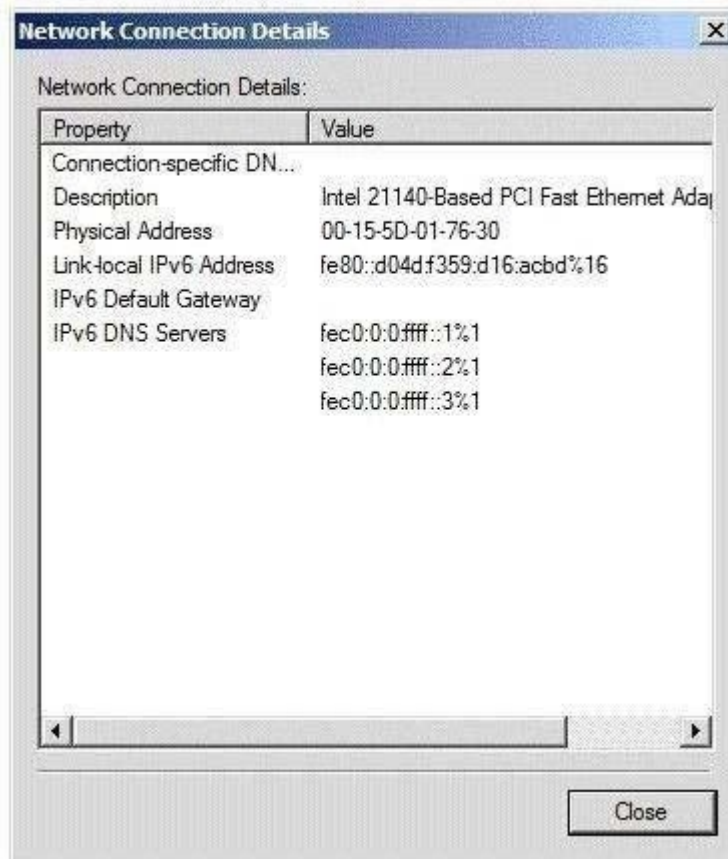 Network Connection Details
Network Connection Details:
Property Value
Connection-specific DN...
Description Intel 21140-Based PCI Fast Ethernet Adap
Physical Address 00-15-5D-01-76-30
Link-local IPv6 Address fe80::d04d:f359:d16:acbd%16
IPv6 Default Gateway
IPv6 DNS Servers fec0:0:0:ffff::1%1
fec0:0:0:ffff::2%1
fec0:0:0:ffff::3%1
Close